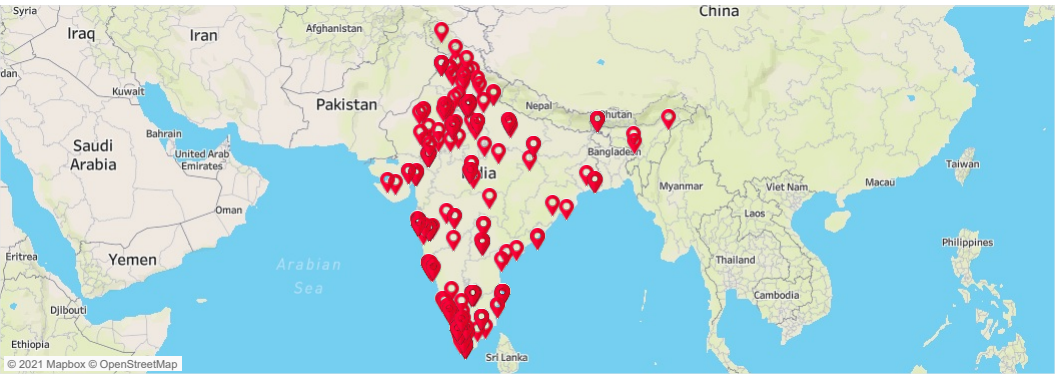 Syria
China
Iraq
Iran
Afghanistan
dan
Kuwait
Pakistan
Nepal
Bhutan
Bahrain
Saudi
Arabia
United Arab
Emirates
Bangladesh
Taiwan
India
Myanmar
Viet Nam
Macau
Oman
Laos
Eritrea
Yemen
Arabian
Sea
Thailand
Philippines
Cambodia
Djibouti
Ethiopia
Sri Lanka
© 2021 Mapbox © OpenStreetMap